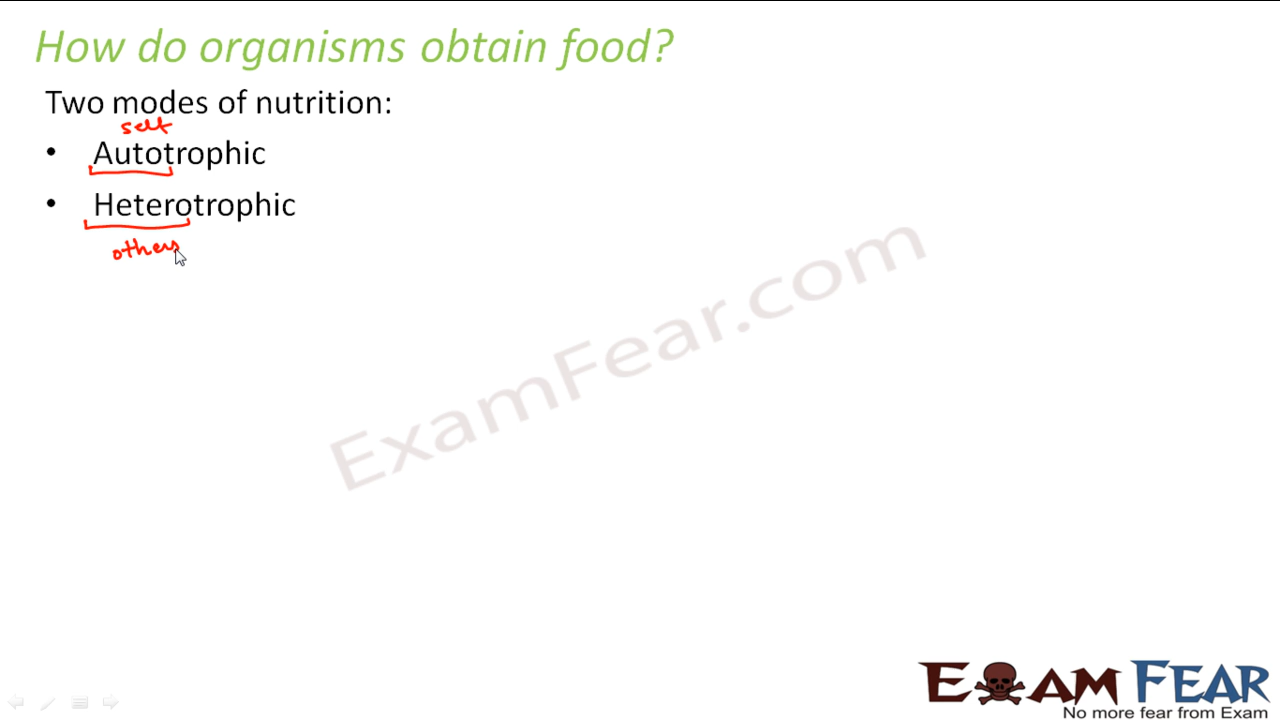 How do organisms obtain food?
Two modes of nutrition:
self
• Autotrophic
• Heterotrophic
others
ExamFear.com
EXAM FEAR
No more fear from Exam